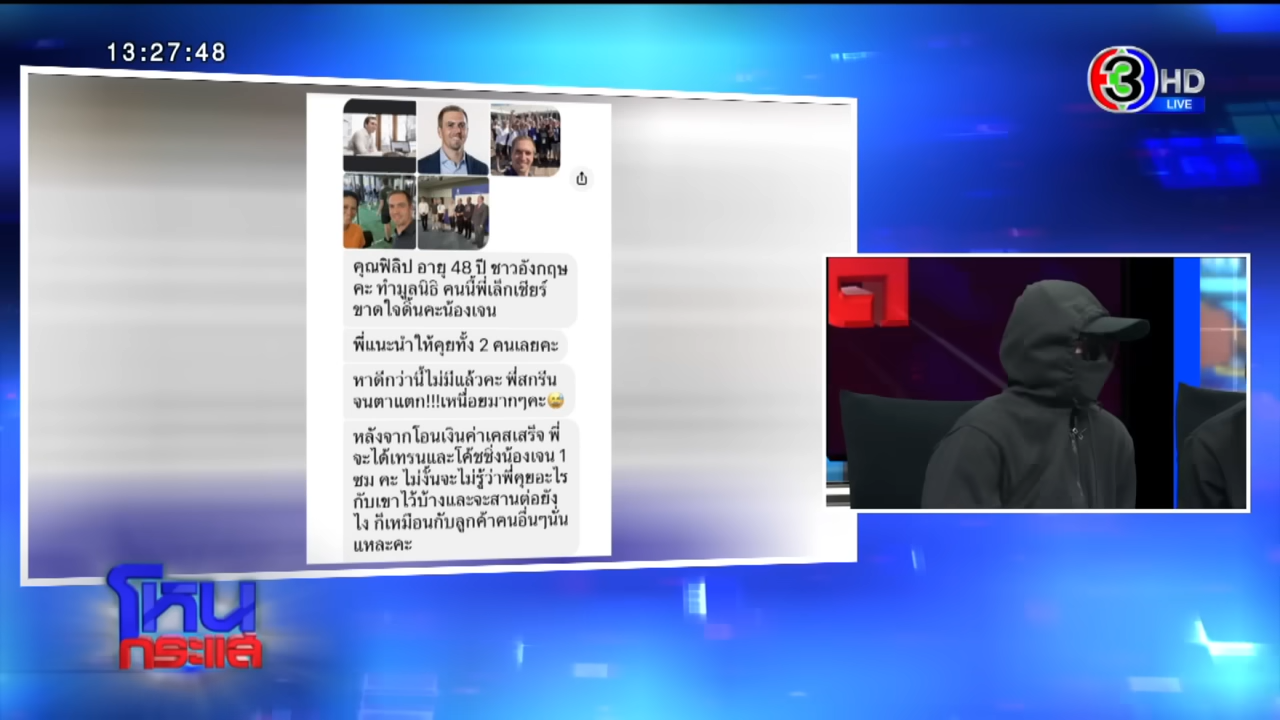 13:27:48
3 HD
LIVE
คุณฟิลิป อายุ 48 ปี ชาวอังกฤษ
คะ ทำมูลนิธิ คนนี้พี่เล็กเชียร์
ขาดใจดิ้นคะน้องเจน
พี่แนะนำให้คุยทั้ง 2 คนเลยคะ
หาดีกว่านี้ไม่มีแล้วคะ พี่สกรีน
จนตาแตก!!!เหนื่อยมากๆคะ😅
หลังจากโอนเงินค่าเคสเสร็จ พี่
จะได้เทรนและโค้ชชิ่งน้องเจน 1
ซม คะ ไม่งั้นจะไม่รู้ว่าพี่คุยอะไร
กับเขาไว้บ้างและจะสานต่อยัง
ไง ก็เหมือนกับลูกค้าคนอื่นๆนั่น
แหละคะ
โหน
กระแส